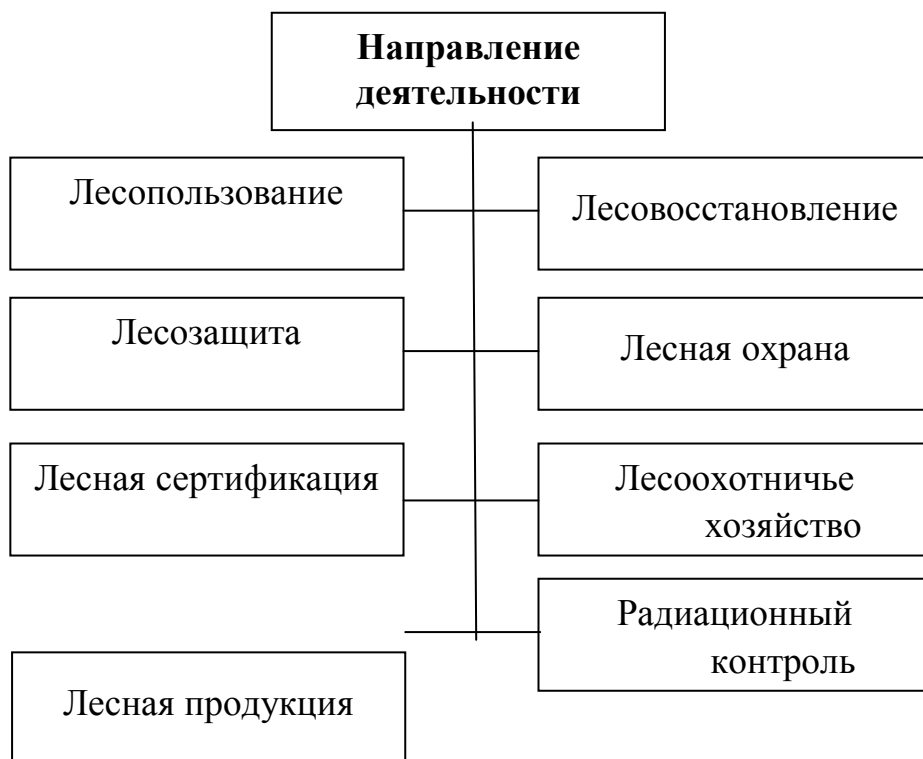 Направление
деятельности
Лесопользование
Лесовосстановление
Лесозащита
Лесная охрана
Лесная сертификация
Лесоохотничье
хозяйство
Радиационный
контроль
Лесная продукция